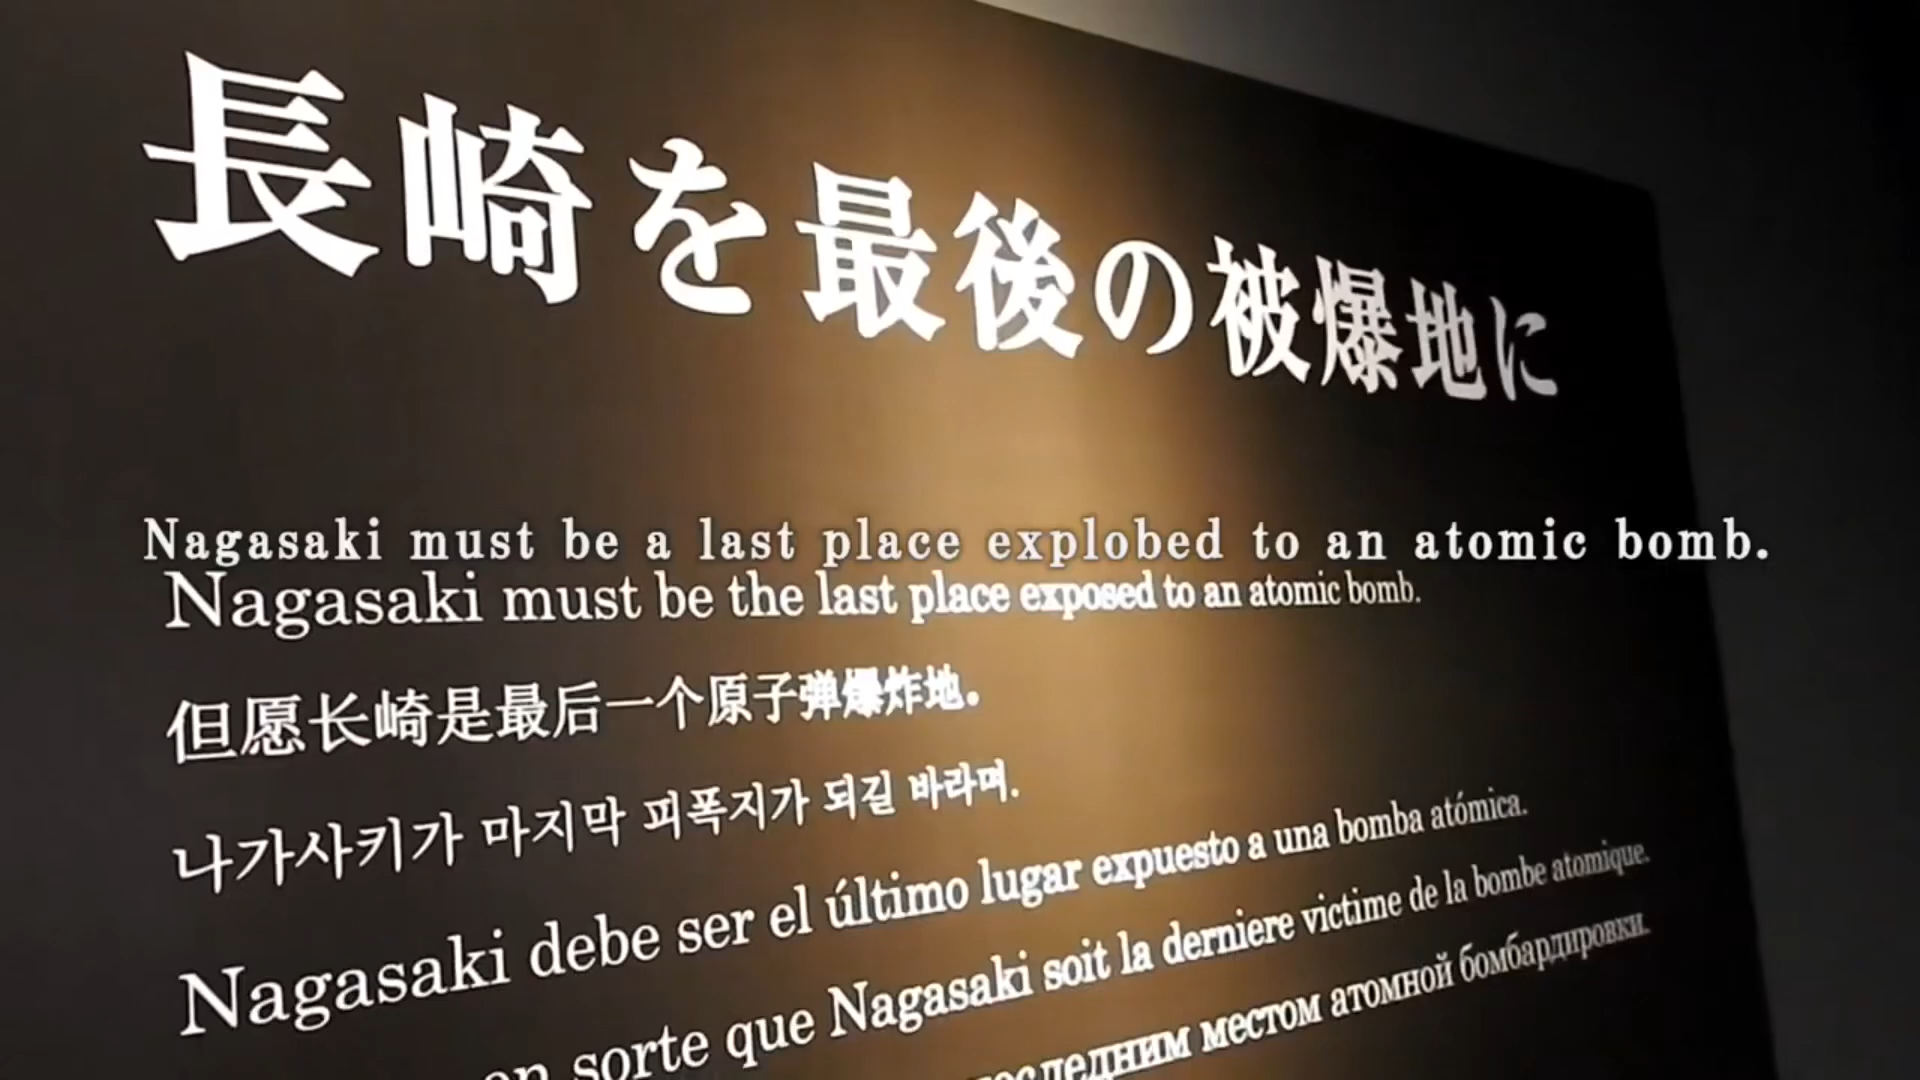 長崎を最後の被爆地に
Nagasaki must be a last place explobed to an atomic bomb.
Nagasaki must be the last place exposed to an atomic bomb.
但愿长崎是最后一个原子弹爆炸地。
나가사키가 마지막 피폭지가 되길 바라며.
Nagasaki debe ser el último lugar expuesto a una bomba atómica.
en sorte que Nagasaki soit la derniere victime de la bombe atomique.
последним местом атомной бомбардировки.